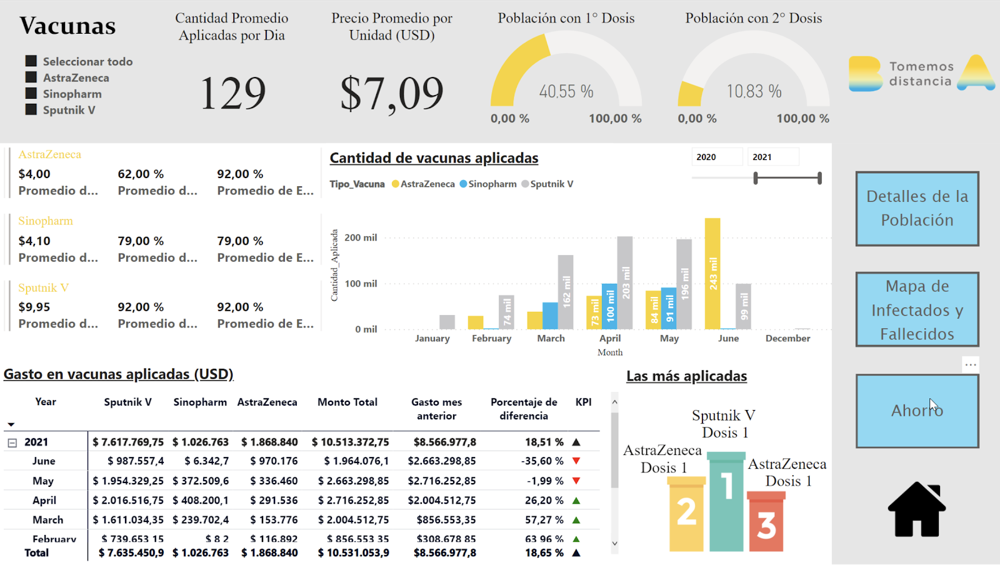 Vacunas
Seleccionar todo
AstraZeneca
Sinopharm
Sputnik V
Cantidad Promedio
Aplicadas por Dia
129
Precio Promedio por
Unidad (USD)
$7,09
Población con 1° Dosis
40,55 %
0,00 %
100,00 %
Población con 2° Dosis
10,83 %
0,00 %
100,00 %
B Tomemos A
distancia
AstraZeneca
$4,00 62,00 % 92,00 %
Promedio d... Promedio d... Promedio de E...
Sinopharm
$4,10 79,00 % 79,00 %
Promedio d... Promedio d... Promedio de E...
Sputnik V
$9,95 92,00 % 92,00 %
Promedio d... Promedio d... Promedio de E...
Cantidad de vacunas aplicadas
2020 2021
Tipo_Vacuna AstraZeneca Sinopharm Sputnik V
Cantidad_Aplicada
200 mil
100 mil
0 mil
74 mil
162 mil
73 mil
100 mil
203 mil
84 mil
91 mil
196 mil
243 mil
99 mil
January February March April May June December
Month
Detalles de la
Población
Mapa de
Infectados y
Fallecidos
...
Ahorro
Gasto en vacunas aplicadas (USD)
Year Sputnik V Sinopharm AstraZeneca Monto Total Gasto mes anterior Porcentaje de diferencia KPI
2021 $ 7.617.769,75 $ 1.026.763 $ 1.868.840 $ 10.513.372,75 $8.566.977,8 18,51 %
June $ 987.557,4 $ 6.342,7 $ 970.176 $ 1.964.076,1 $2.663.298,85 -35,60 %
May $ 1.954.329,25 $ 372.509,6 $ 336.460 $ 2.663.298,85 $2.716.252,85 -1,99 %
April $ 2.016.516,75 $ 408.200,1 $ 291.536 $ 2.716.252,85 $2.004.512,75 26,20 %
March $ 1.611.034,35 $ 239.702,4 $ 153.776 $ 2.004.512,75 $856.553,35 57,27 %
February $ 739.653,15 $ 8,2 $ 116.892 $ 856.553,35 $308.678,85 63,96 %
Total $ 7.635.450,9 $ 1.026.763 $ 1.868.840 $ 10.531.053,9 $8.566.977,8 18,65 %
Las más aplicadas
Sputnik V
Dosis 1
AstraZeneca
Dosis 1
AstraZeneca
Dosis 1
2
1
3